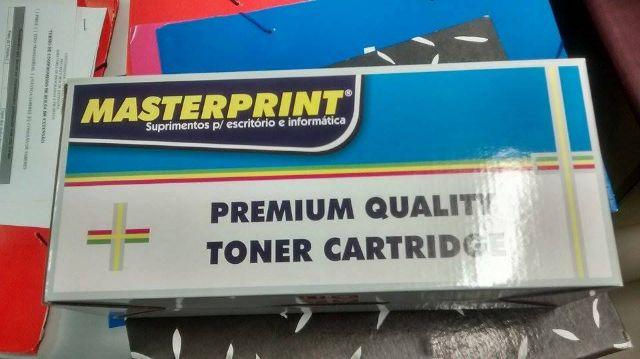 MASTERPRINT®
Suprimentos p/ escritório e informática
PREMIUM QUALITY
TONER CARTRIDGE